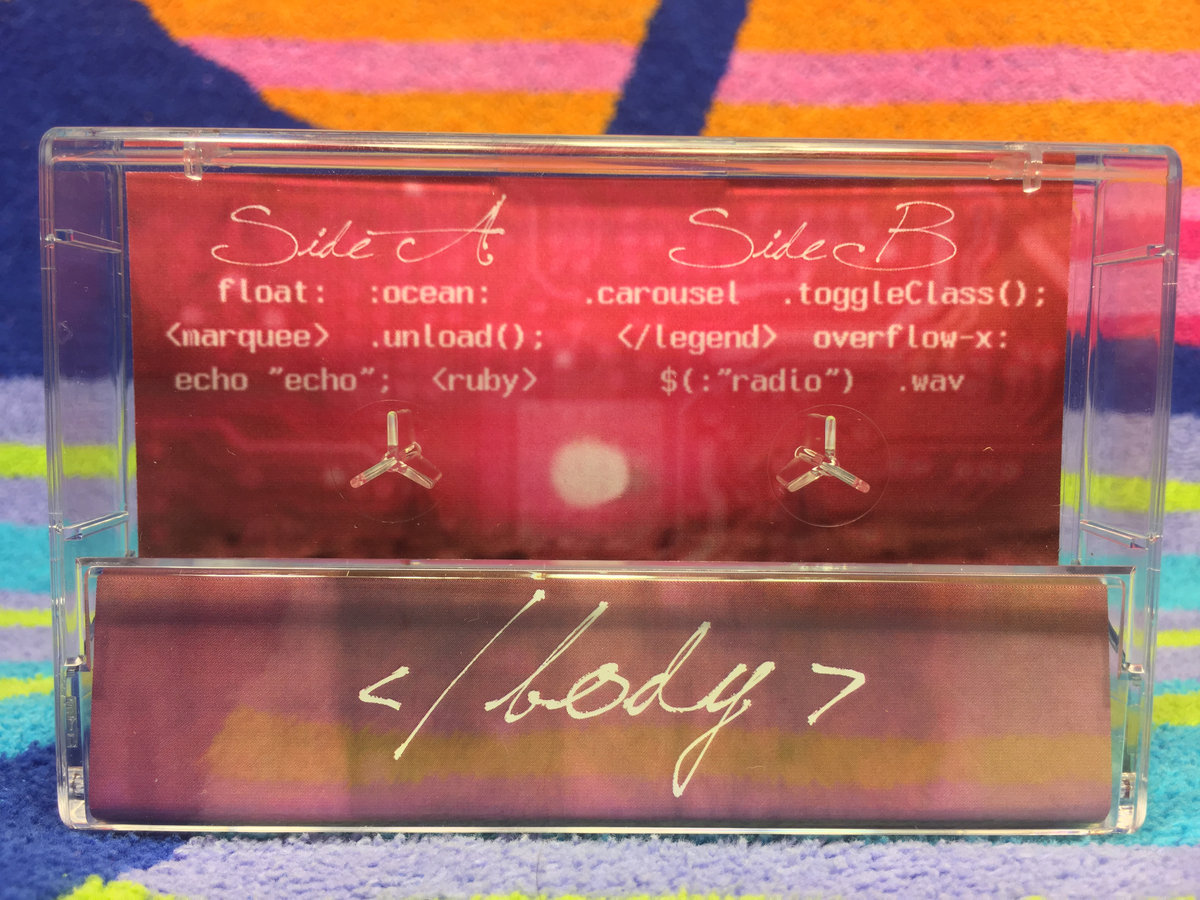 Side A
float: :ocean:
<marquee> .unload();
echo "echo"; <ruby>
Side B
.carousel .toggleClass();
</legend> overflow-x:
$(:"radio") .wav
</body>